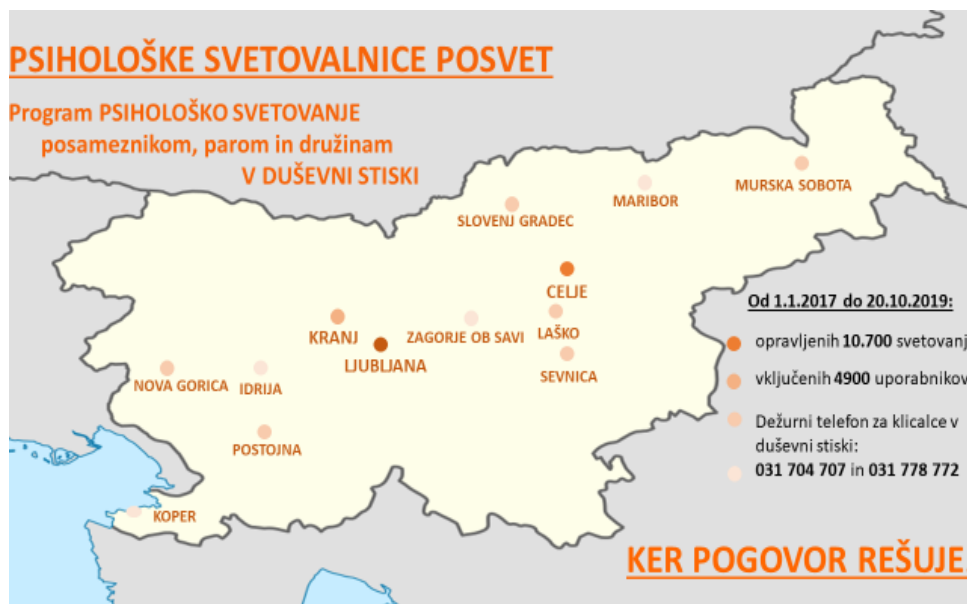 PSIHOLOŠKE SVETOVALNICE POSVET
Program PSIHOLOŠKO SVETOVANJE
posameznikom, parom in družinam
V DUŠEVNI STISKI
MURSKA SOBOTA
MARIBOR
SLOVENJ GRADEC
CELJE
KRANJ
ZAGORJE OB SAVI
LAŠKO
LJUBLJANA
SEVNICA
NOVA GORICA
IDRIJA
POSTOJNA
KOPER
Od 1.1.2017 do 20.10.2019:
opravljenih 10.700 svetovanj
vključenih 4900 uporabnikov
Dežurni telefon za klicalce v
duševni stiski:
031 704 707 in 031 778 772
KER POGOVOR REŠUJE